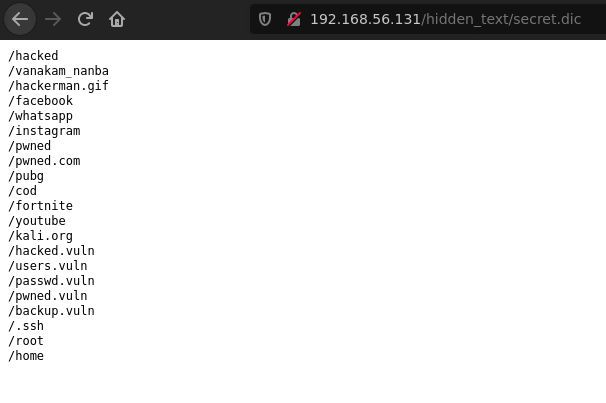 192.168.56.131/hidden_text/secret.dic
/hacked
/vanakam_nanba
/hackerman.gif
/facebook
/whatsapp
/instagram
/pwned
/pwned.com
/pubg
/cod
/fortnite
/youtube
/kali.org
/hacked.vuln
/users.vuln
/passwd.vuln
/pwned.vuln
/backup.vuln
/.ssh
/root
/home